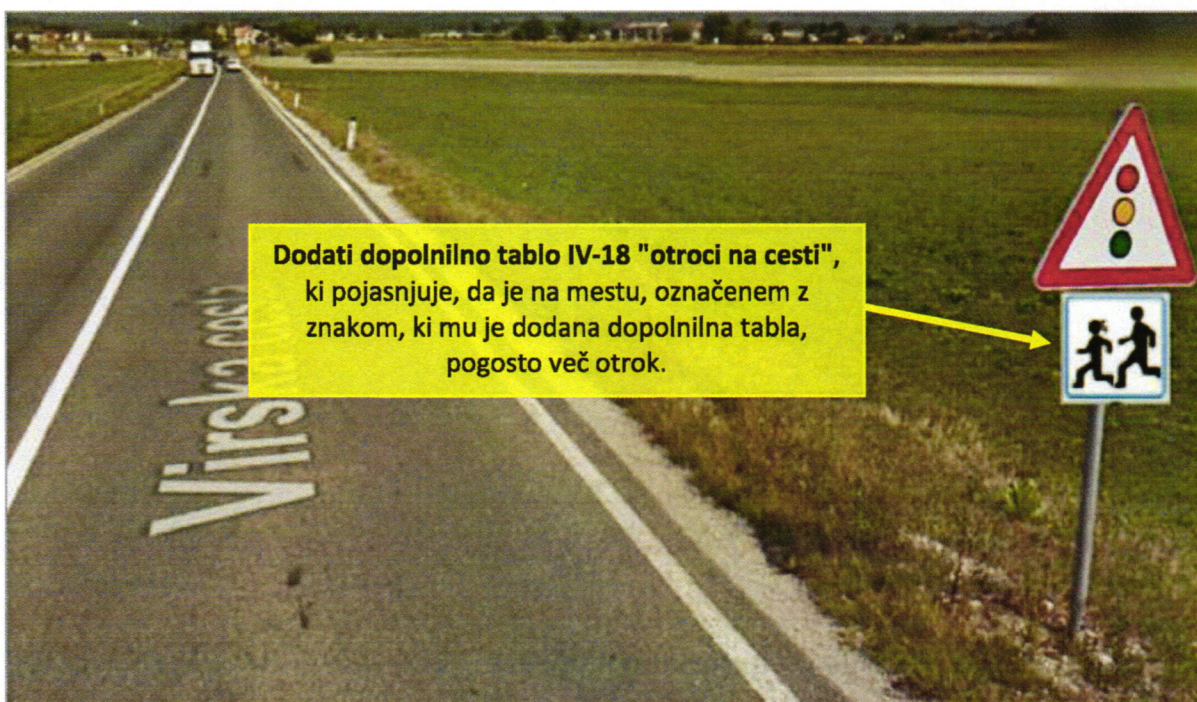 Dodati dopolnilno tablo IV-18 "otroci na cesti",
ki pojasnjuje, da je na mestu, označenem z
znakom, ki mu je dodana dopolnilna tabla,
pogosto več otrok.
Virska cesta